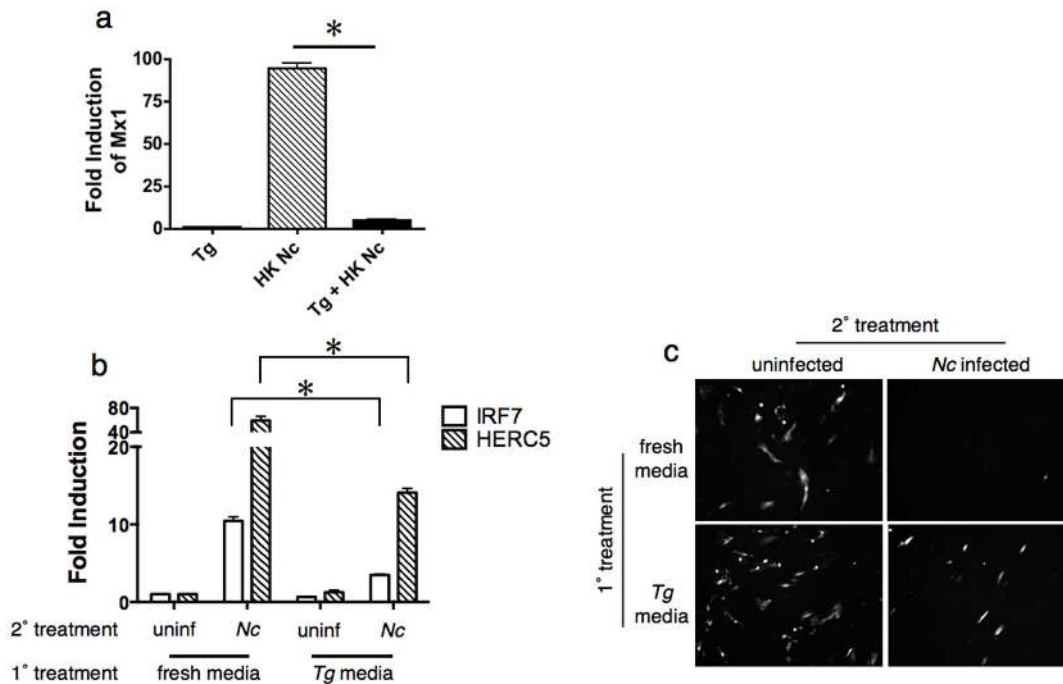 a
*
Fold Induction
of Mx1
100
75
50
25
0
Tg
HK Nc
Tg + HK Nc
b
*
*
IRF7
HERC5
Fold Induction
80
40
20
10
0
2° treatment uninf Nc uninf Nc
1° treatment fresh media Tg media
c
2° treatment
uninfected Nc infected
1° treatment
fresh
media
Tg
media